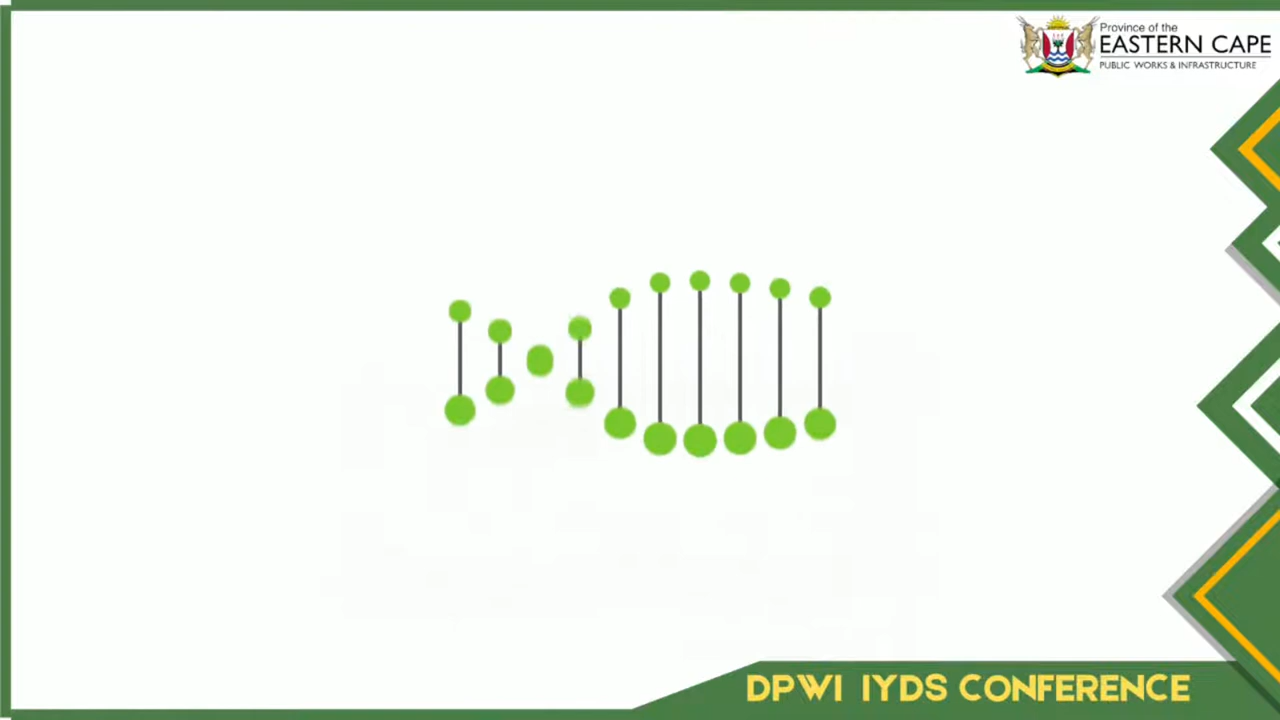 Province of the
EASTERN CAPE
PUBLIC WORKS & INFRASTRUCTURE
DPWI IYDS CONFERENCE